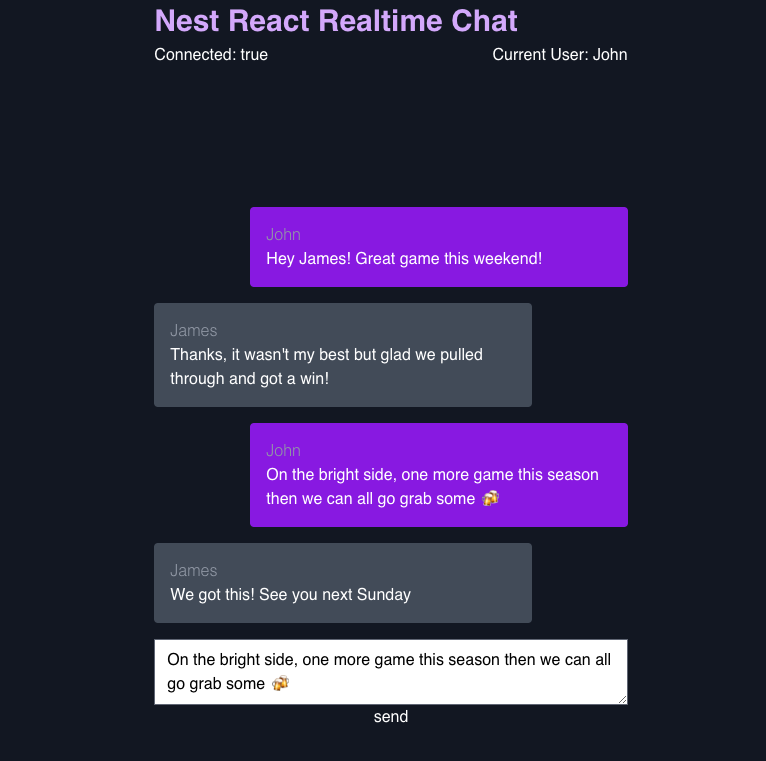 Nest React Realtime Chat
Connected: true
Current User: John
John
Hey James! Great game this weekend!
James
Thanks, it wasn't my best but glad we pulled
through and got a win!
John
On the bright side, one more game this season
then we can all go grab some 🍻
James
We got this! See you next Sunday
On the bright side, one more game this season then we can all
go grab some 🍻
send